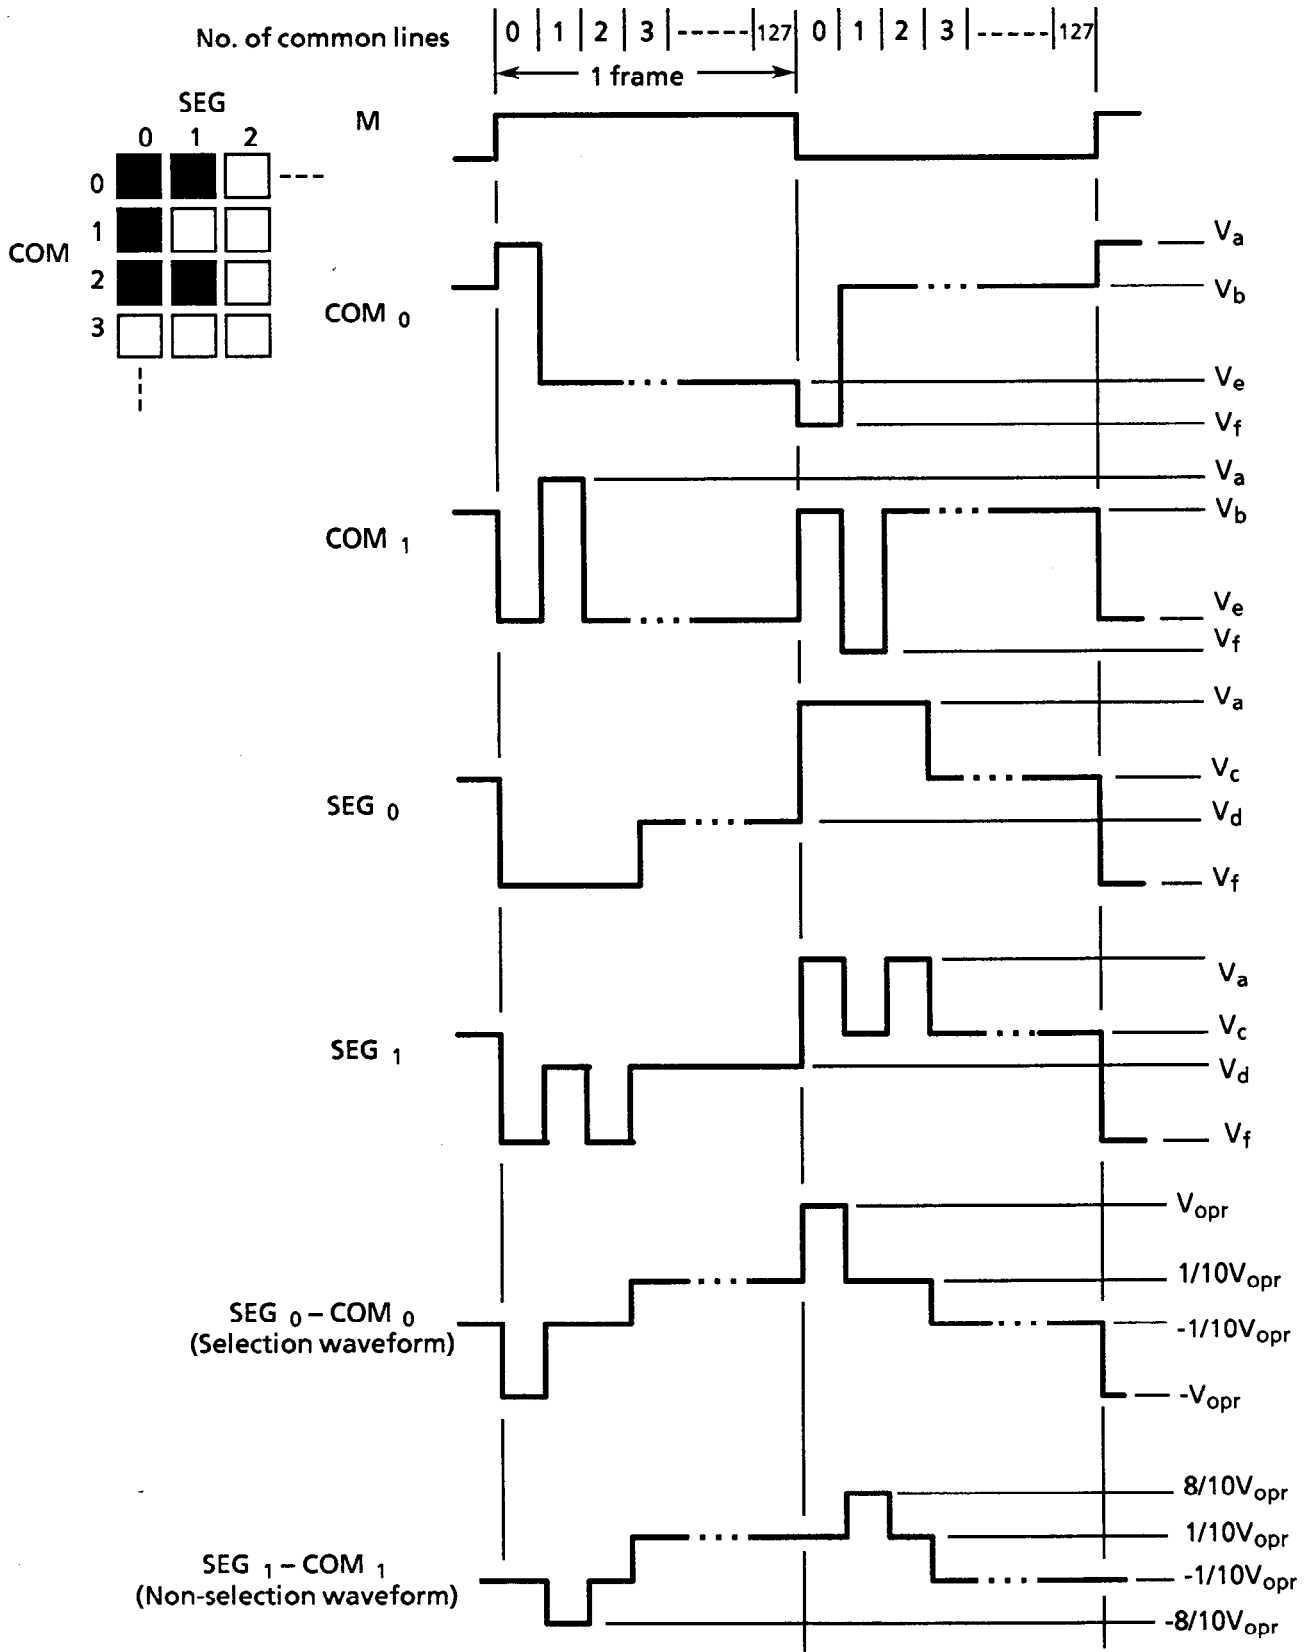 No. of common lines 0 1 2 3 ----- 127 0 1 2 3 ----- 127
1 frame
SEG
0 1 2
M
0
1
COM
2
3
COM 0
Va
Vb
Ve
Vf
COM 1
Va
Vb
Ve
Vf
SEG 0
Va
Vc
Vd
Vf
SEG 1
Va
Vc
Vd
Vf
SEG 0 – COM 0
(Selection waveform)
Vopr
1/10Vopr
-1/10Vopr
-Vopr
SEG 1 – COM 1
(Non-selection waveform)
8/10Vopr
1/10Vopr
-1/10Vopr
-8/10Vopr